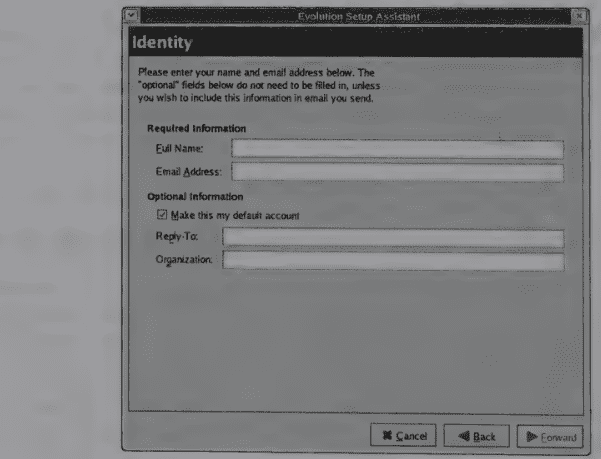 Evolution Setup Assistant
Identity
Please enter your name and email address below. The
"optional" fields below do not need to be filled in, unless
you wish to include this information in email you send.
Required Information
Full Name:
Email Address:
Optional Information
Make this my default account
Reply-To:
Organization:
Cancel
Back
Forward